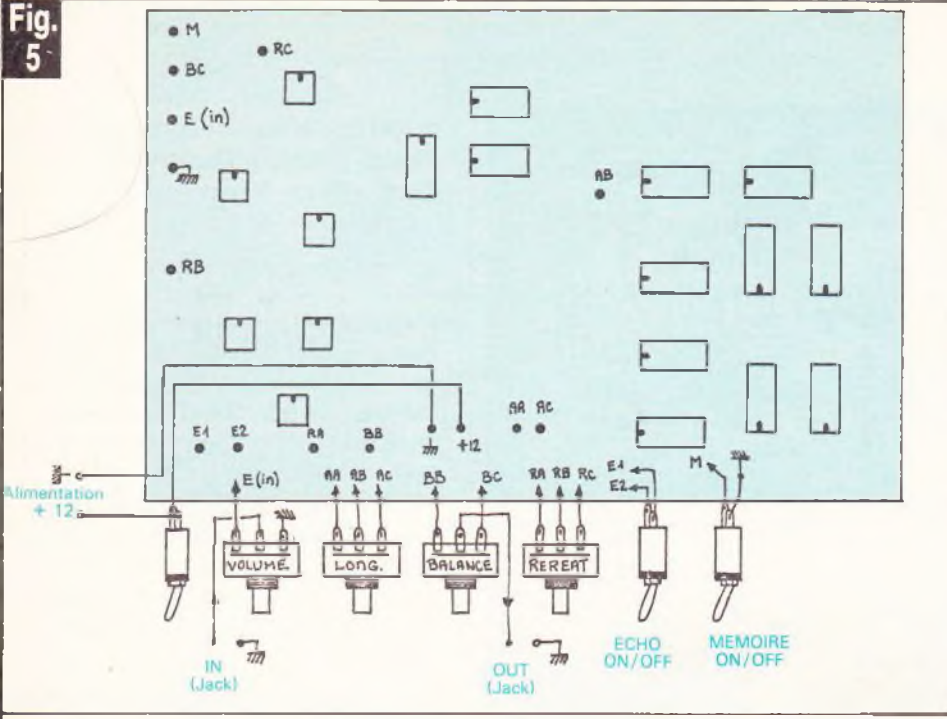 Fig.
5
M
RC
BC
E (in)
AB
RB
E1 E2 RA BB +12 AA AC
E(in) AA AB AC BB BC RA RB RC E1 M
E2
Alimentation
+ 12
VOLUME. LONG. BALANCE REREAT
IN
(Jack)
OUT
(Jack)
ECHO
ON/OFF
MEMOIRE
ON/OFF